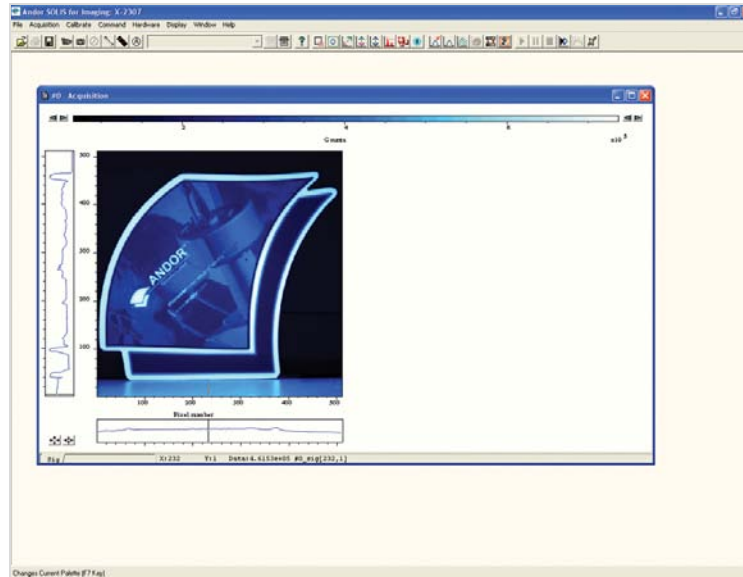 Andor SOLIS for Imaging: X-2307
File Acquisition Calibrate Command Hardware Display Window Help
#0 Acquisition
2 4 6
Counts x10 5
500
400
300
200
100
ANDOR
100 200 300 400 500
Pixel number
Sig X:232 Y:1 Data:4.6153e+05 #0_sig[232,1]
Changes Current Palette (F7 Key)